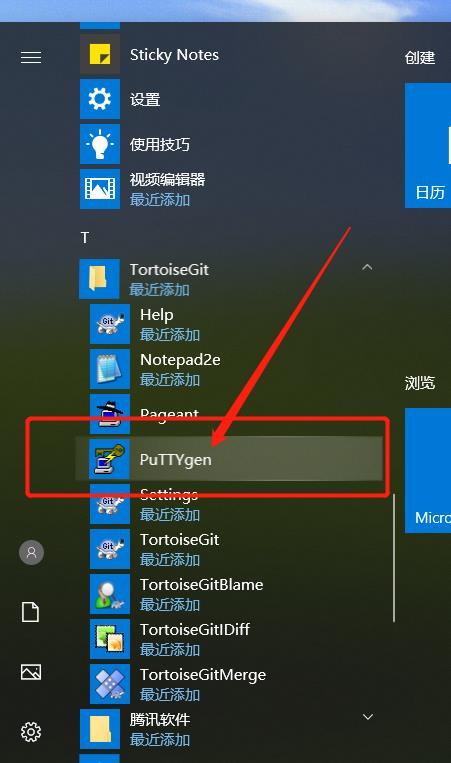 Sticky Notes
创建
设置
使用技巧
视频编辑器
最近添加
日历
T
TortoiseGit
最近添加
Help
最近添加
Notepad2e
最近添加
浏览
Pageant
PuTTYgen
Settings
最近添加
Micro
TortoiseGit
最近添加
TortoiseGitBlame
最近添加
TortoiseGitIDiff
最近添加
TortoiseGitMerge
最近添加
腾讯软件
最近添加